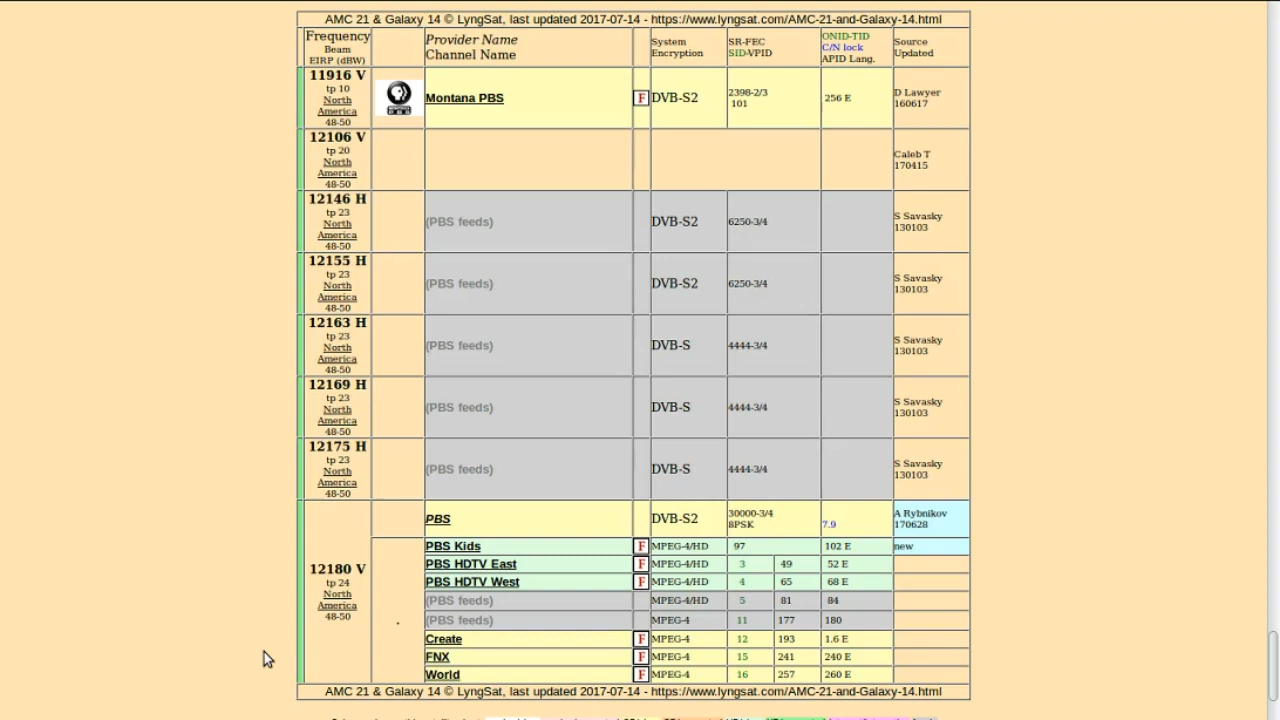 AMC 21 & Galaxy 14 © LyngSat, last updated 2017-07-14 - https://www.lyngsat.com/AMC-21-and-Galaxy-14.html
Frequency Beam EIRP (dBW) Provider Name Channel Name System Encryption SR-FEC SID-VPID ONID-TID C/N lock APID Lang. Source Updated
11916 V tp 10 North America 48-50 Montana PBS F DVB-S2 2398-2/3 101 256 E D Lawyer 160617
12106 V tp 20 North America 48-50 Caleb T 170415
12146 H tp 23 North America 48-50 (PBS feeds) DVB-S2 6250-3/4 S Savasky 130103
12155 H tp 23 North America 48-50 (PBS feeds) DVB-S2 6250-3/4 S Savasky 130103
12163 H tp 23 North America 48-50 (PBS feeds) DVB-S 4444-3/4 S Savasky 130103
12169 H tp 23 North America 48-50 (PBS feeds) DVB-S 4444-3/4 S Savasky 130103
12175 H tp 23 North America 48-50 (PBS feeds) DVB-S 4444-3/4 S Savasky 130103
12180 V tp 24 North America 48-50
PBS DVB-S2 30000-3/4 8PSK 7.9 A Rybnikov 170628
PBS Kids F MPEG-4/HD 97 102 E new
PBS HDTV East F MPEG-4/HD 3 49 52 E
PBS HDTV West F MPEG-4/HD 4 65 68 E
(PBS feeds) MPEG-4/HD 5 81 84
(PBS feeds) MPEG-4 11 177 180
Create F MPEG-4 12 193 1.6 E
FNX F MPEG-4 15 241 240 E
World F MPEG-4 16 257 260 E
AMC 21 & Galaxy 14 © LyngSat, last updated 2017-07-14 - https://www.lyngsat.com/AMC-21-and-Galaxy-14.html